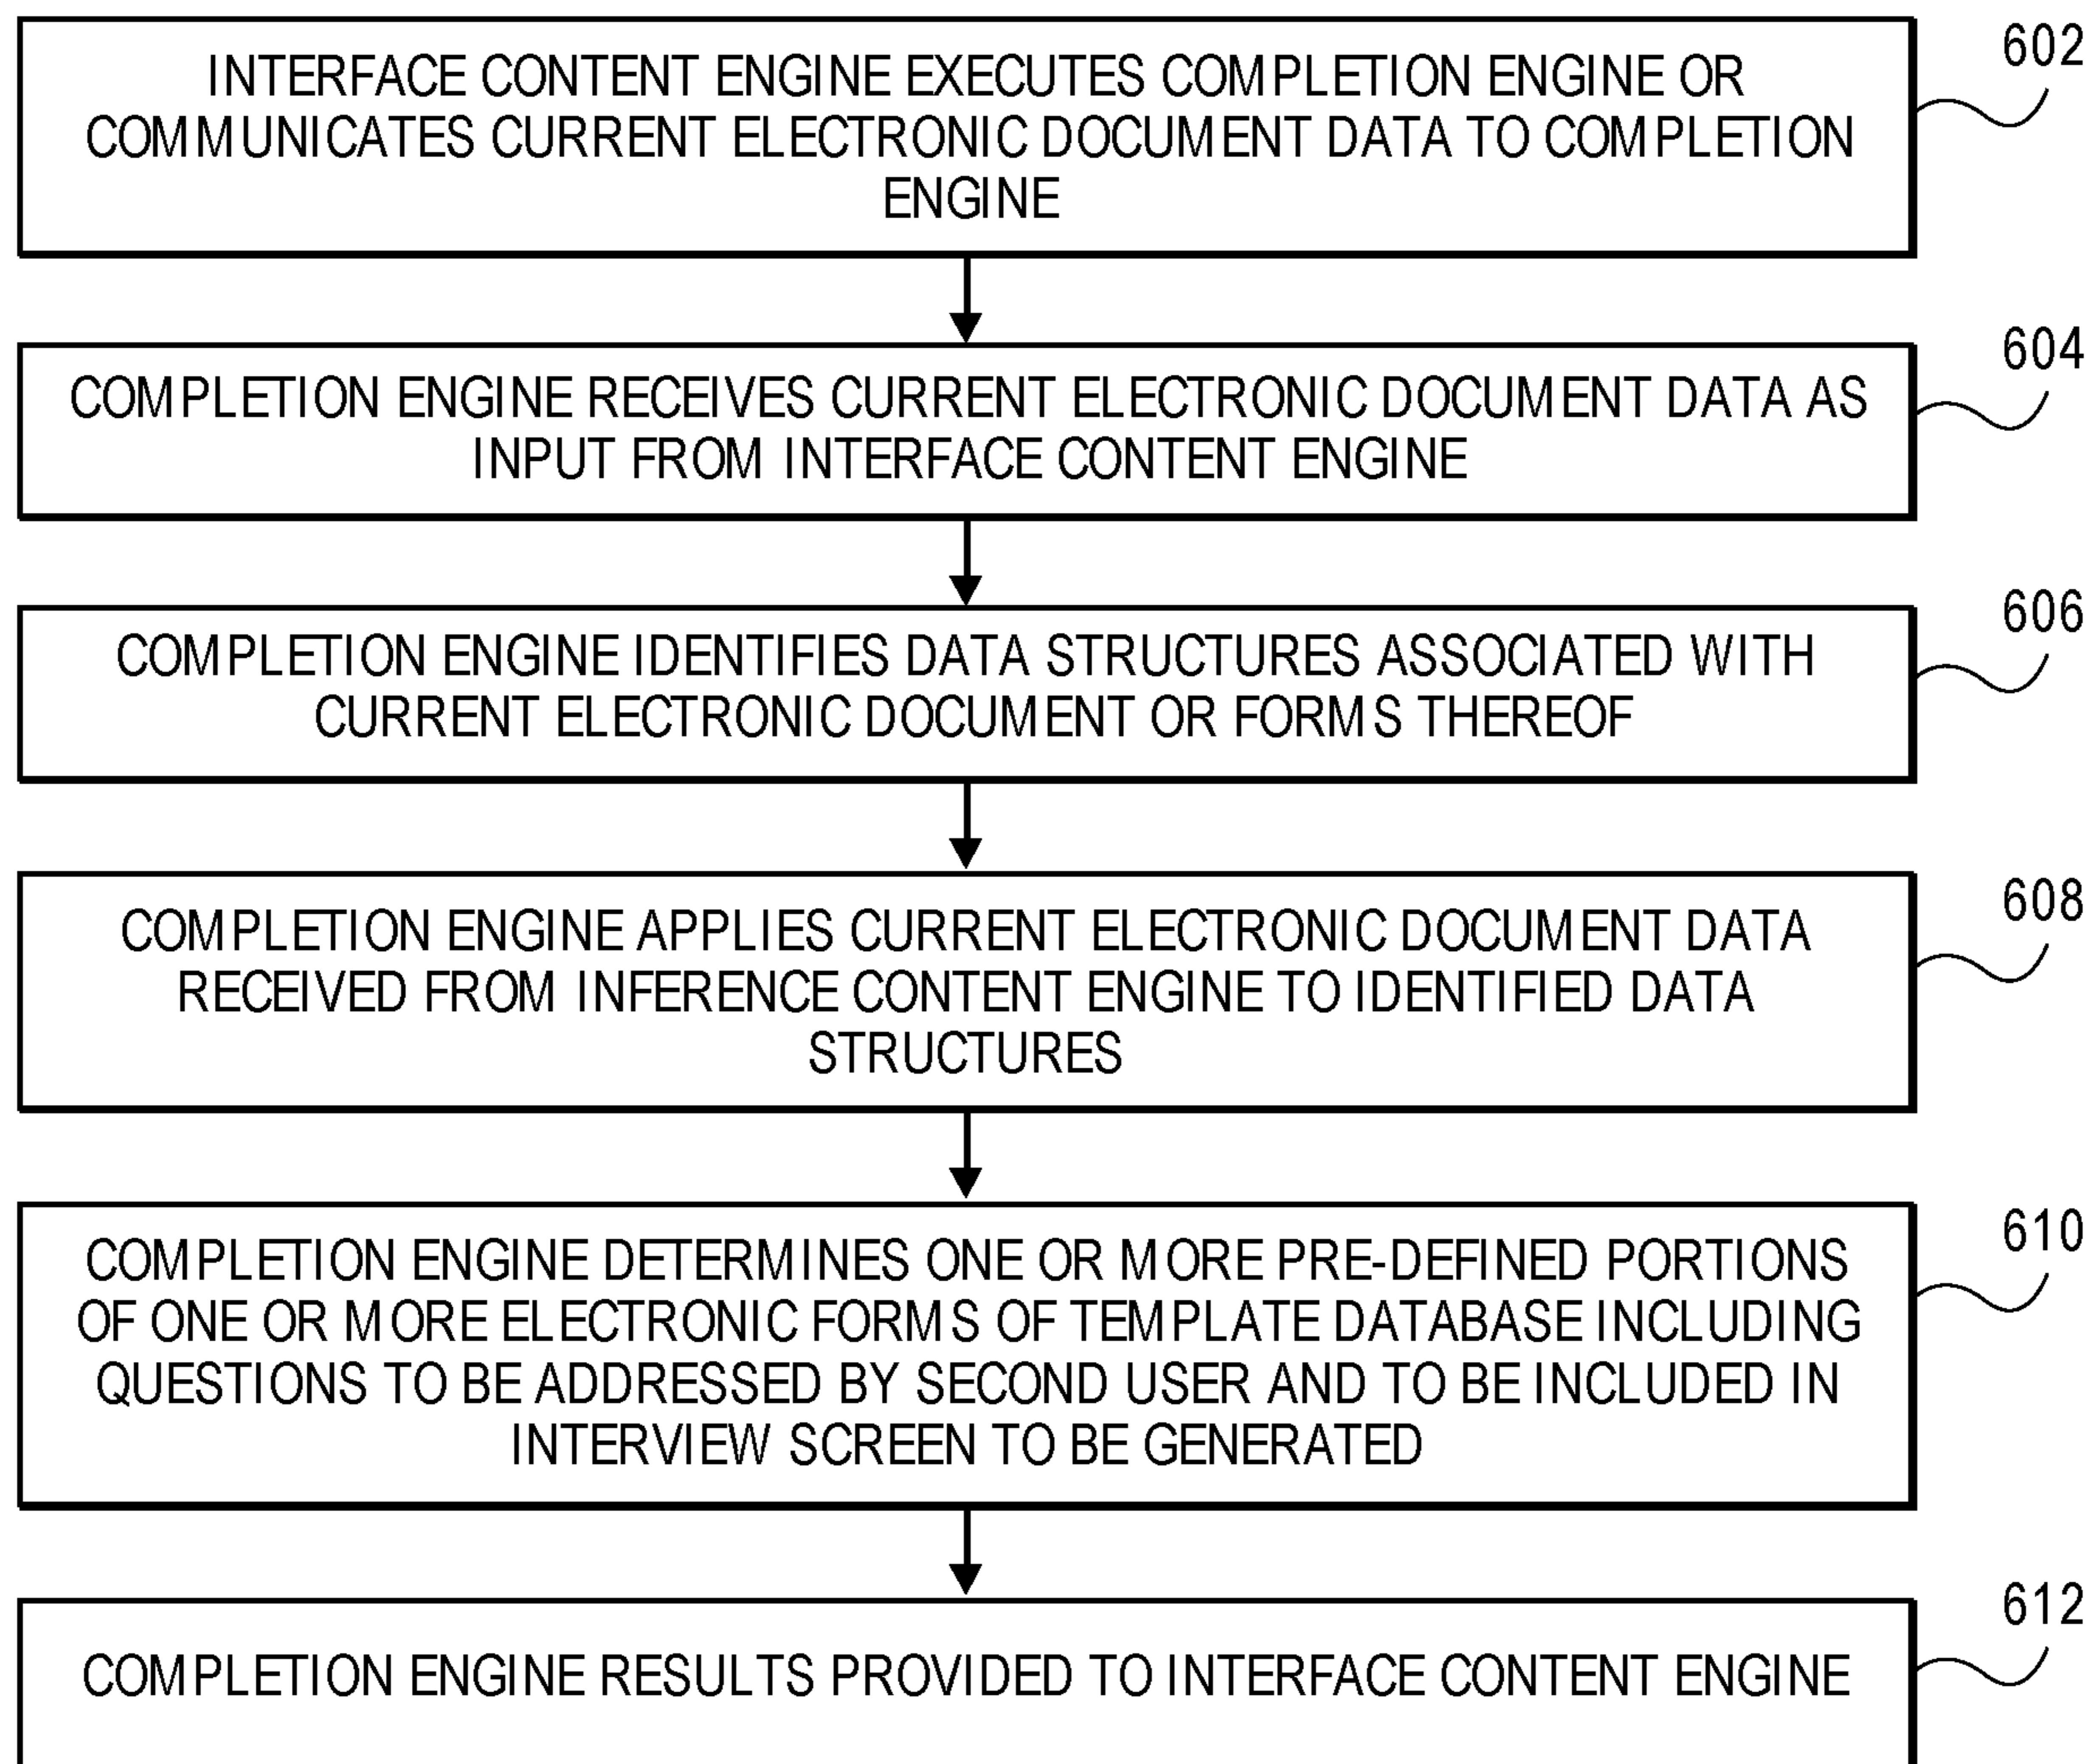 602
INTERFACE CONTENT ENGINE EXECUTES COMPLETION ENGINE OR
COMMUNICATES CURRENT ELECTRONIC DOCUMENT DATA TO COMPLETION
ENGINE
604
COMPLETION ENGINE RECEIVES CURRENT ELECTRONIC DOCUMENT DATA AS
INPUT FROM INTERFACE CONTENT ENGINE
606
COMPLETION ENGINE IDENTIFIES DATA STRUCTURES ASSOCIATED WITH
CURRENT ELECTRONIC DOCUMENT OR FORMS THEREOF
608
COMPLETION ENGINE APPLIES CURRENT ELECTRONIC DOCUMENT DATA
RECEIVED FROM INFERENCE CONTENT ENGINE TO IDENTIFIED DATA
STRUCTURES
610
COMPLETION ENGINE DETERMINES ONE OR MORE PRE-DEFINED PORTIONS
OF ONE OR MORE ELECTRONIC FORMS OF TEMPLATE DATABASE INCLUDING
QUESTIONS TO BE ADDRESSED BY SECOND USER AND TO BE INCLUDED IN
INTERVIEW SCREEN TO BE GENERATED
612
COMPLETION ENGINE RESULTS PROVIDED TO INTERFACE CONTENT ENGINE